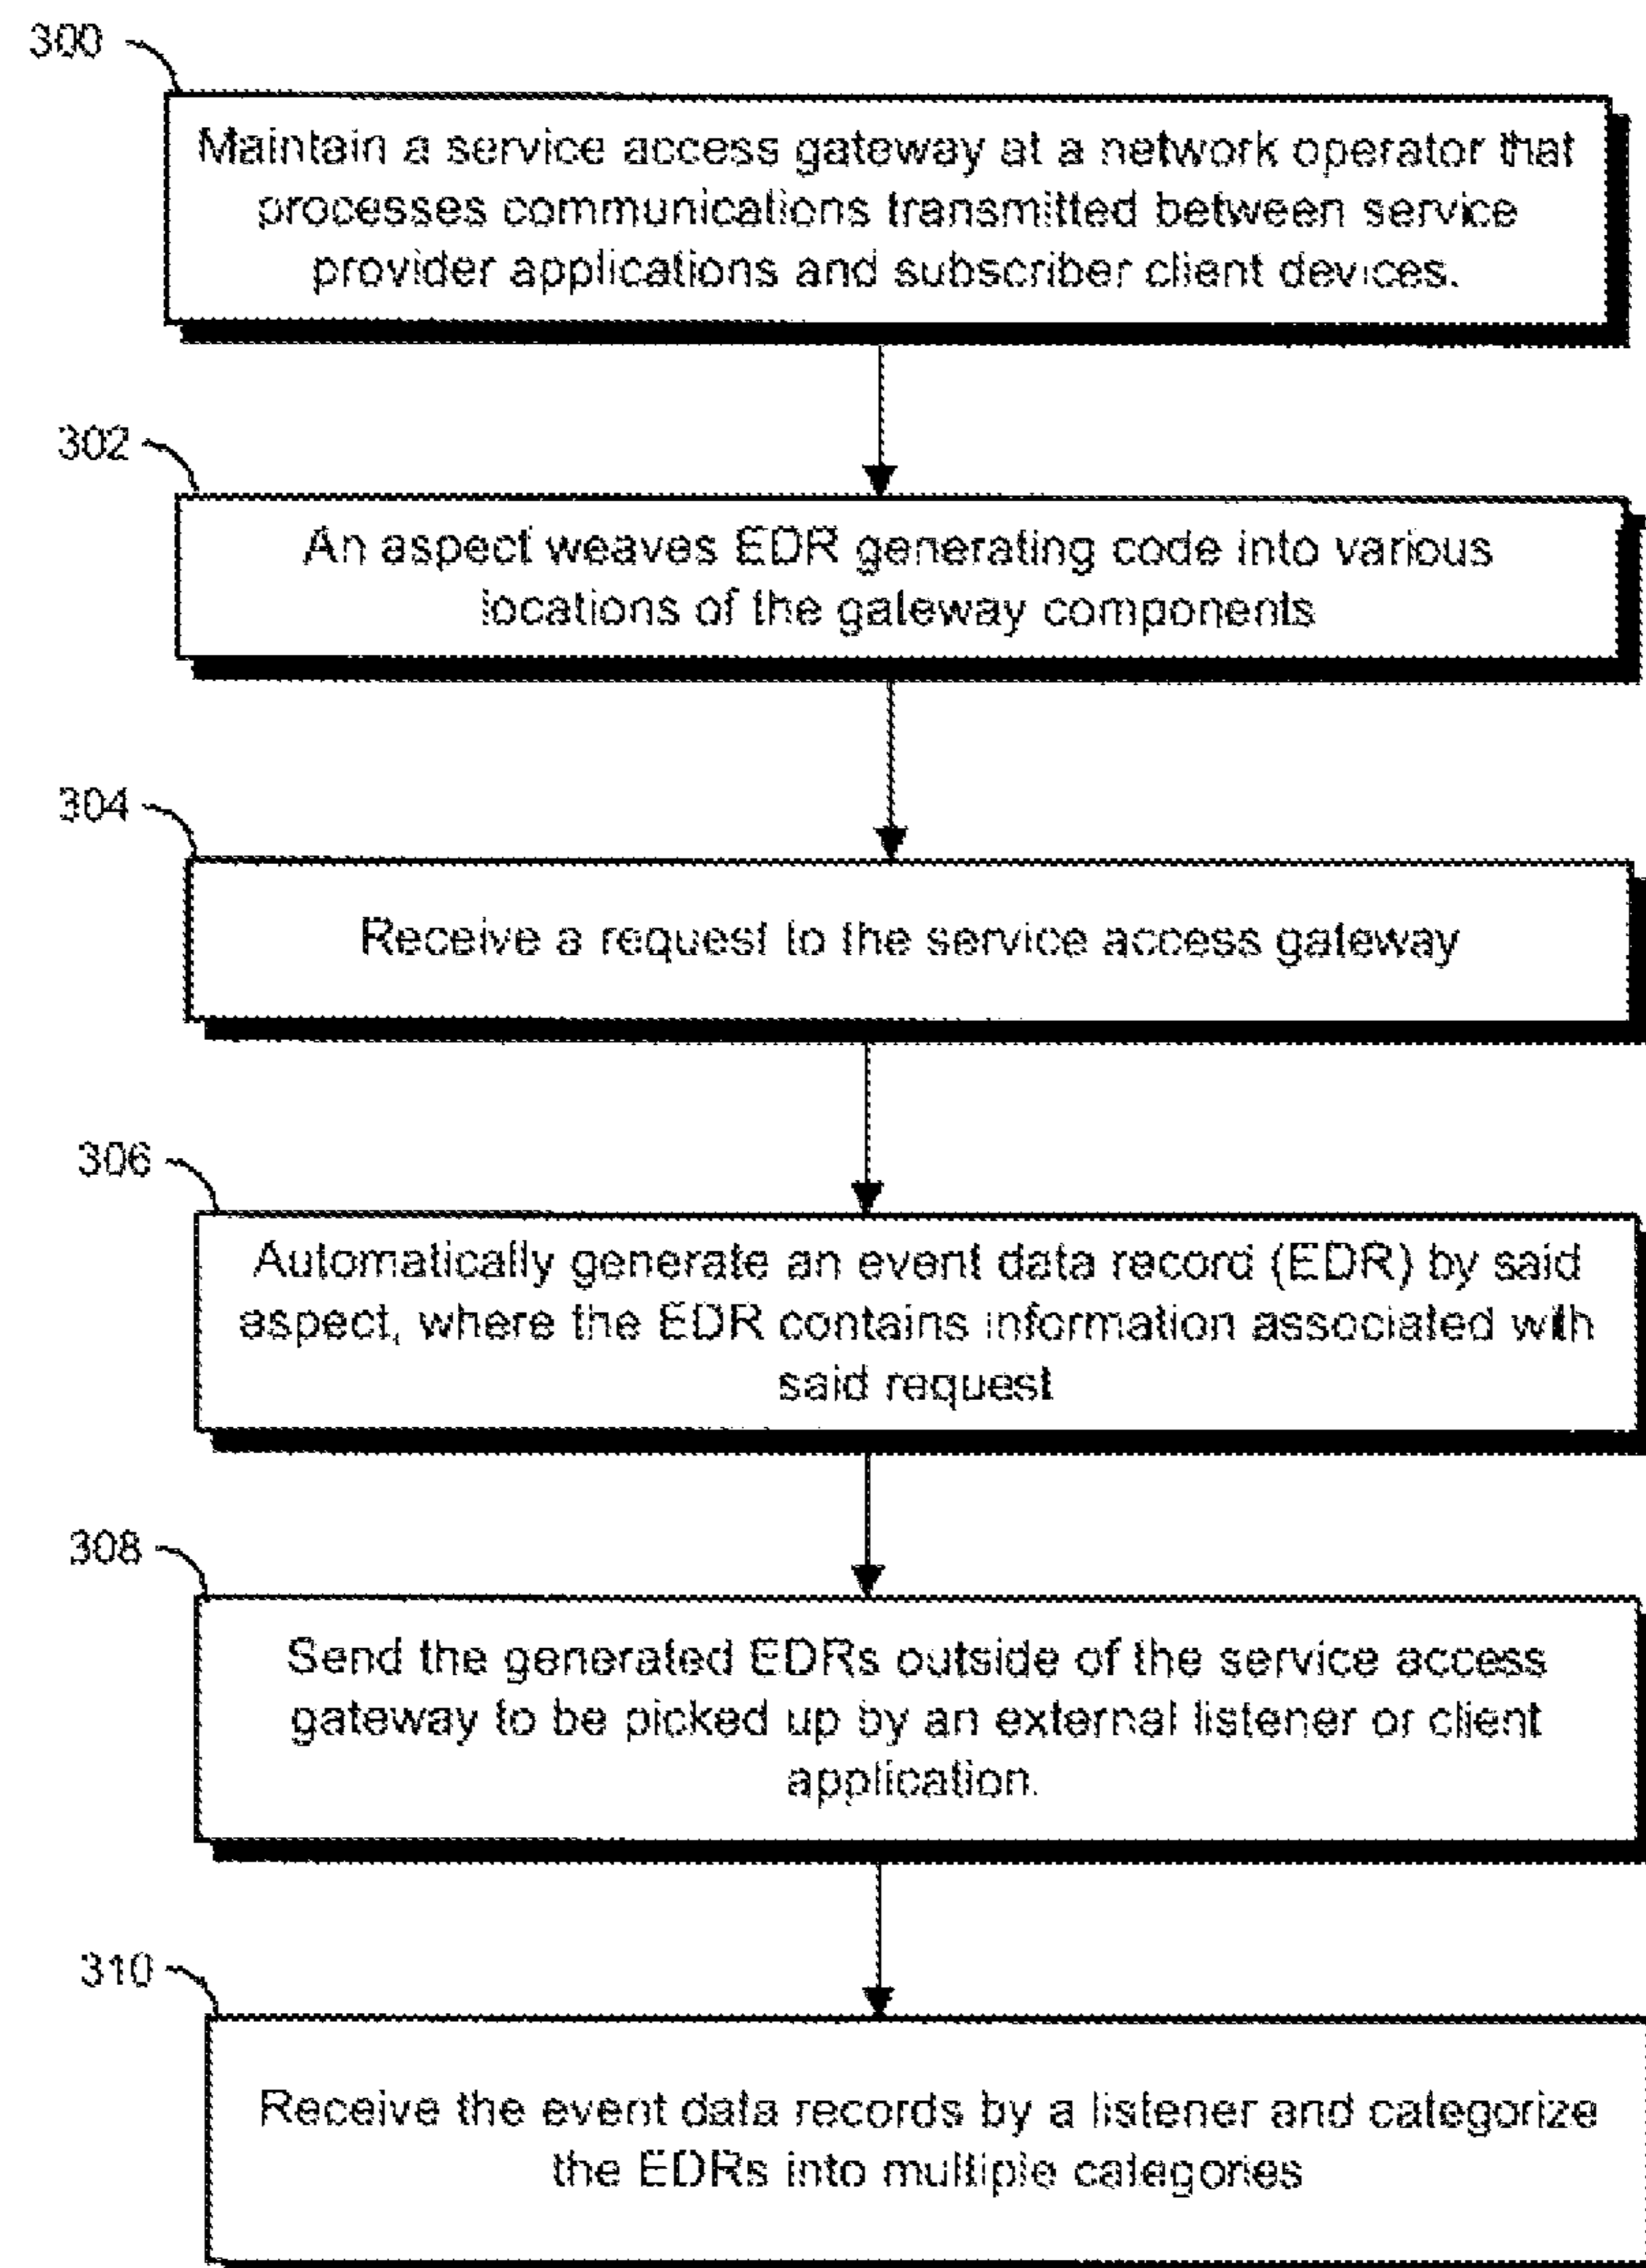 300
Maintain a service access gateway at a network operator that
processes communications transmitted between service
provider applications and subscriber client devices.
302
An aspect weaves EDR generating code into various
locations of the gateway components
304
Receive a request to the service access gateway
306
Automatically generate an event data record (EDR) by said
aspect, where the EDR contains information associated with
said request
308
Send the generated EDRs outside of the service access
gateway to be picked up by an external listener or client
application.
310
Receive the event data records by a listener and categorize
the EDRs into multiple categories